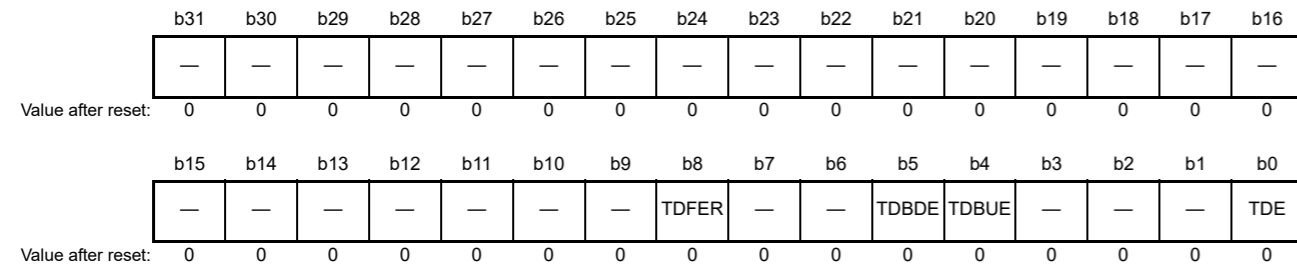 b31 b30 b29 b28 b27 b26 b25 b24 b23 b22 b21 b20 b19 b18 b17 b16
— — — — — — — — — — — — — — — —
Value after reset: 0 0 0 0 0 0 0 0 0 0 0 0 0 0 0 0
b15 b14 b13 b12 b11 b10 b9 b8 b7 b6 b5 b4 b3 b2 b1 b0
— — — — — — — TDFER — — TDBDE TDBUE — — — TDE
Value after reset: 0 0 0 0 0 0 0 0 0 0 0 0 0 0 0 0